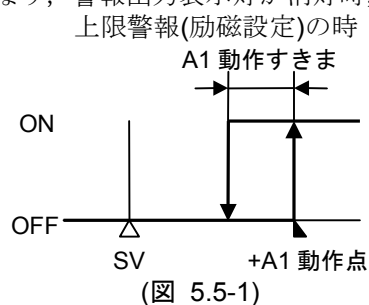 上限警報(励磁設定)の時
A1 動作すきま
ON
OFF
SV
+A1 動作点
(図 5.5-1)